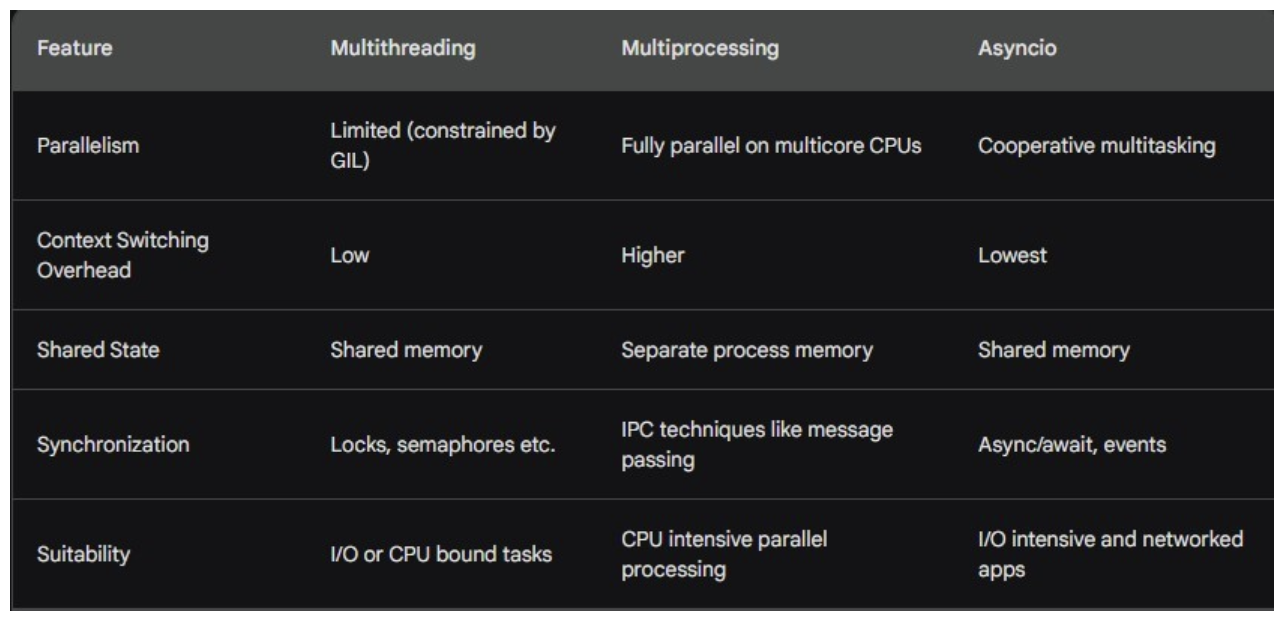 Feature Multithreading Multiprocessing Asyncio
Parallelism Limited (constrained by GIL) Fully parallel on multicore CPUs Cooperative multitasking
Context Switching Overhead Low Higher Lowest
Shared State Shared memory Separate process memory Shared memory
Synchronization Locks, semaphores etc. IPC techniques like message passing Async/await, events
Suitability I/O or CPU bound tasks CPU intensive parallel processing I/O intensive and networked apps